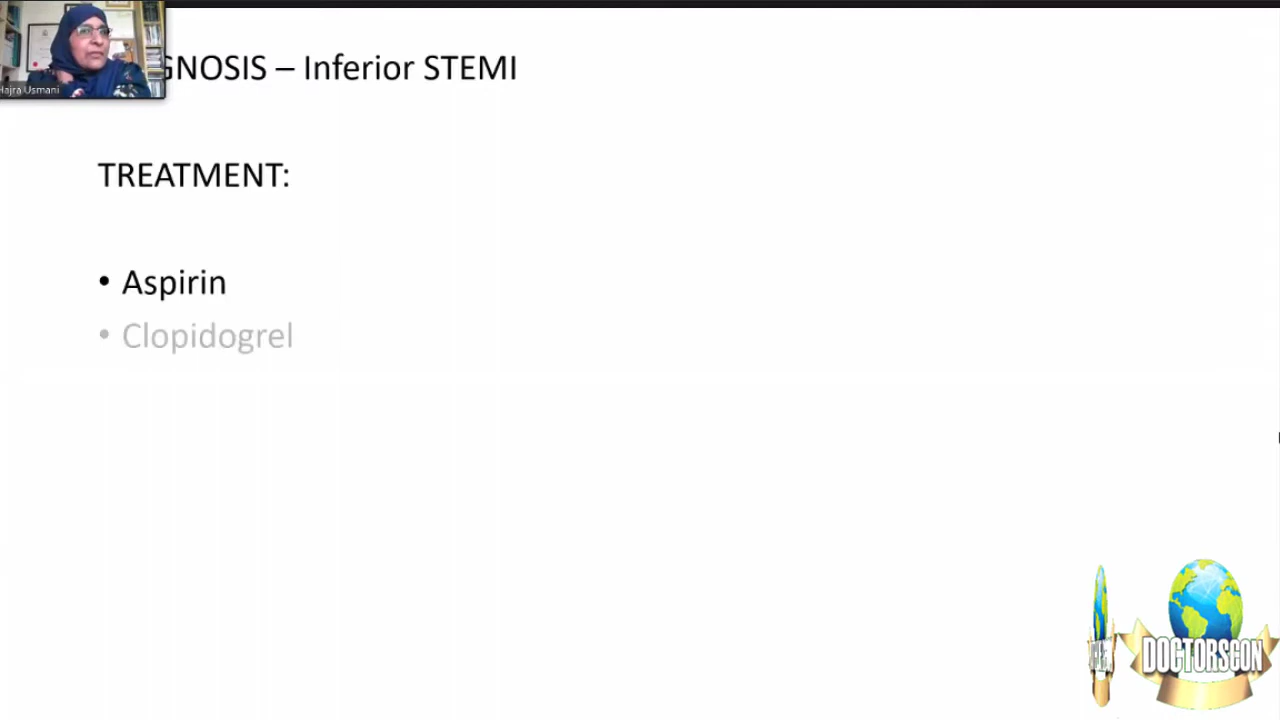 GNOSIS – Inferior STEMI
Hajra Usmani
TREATMENT:
• Aspirin
• Clopidogrel
DOCTORSCON